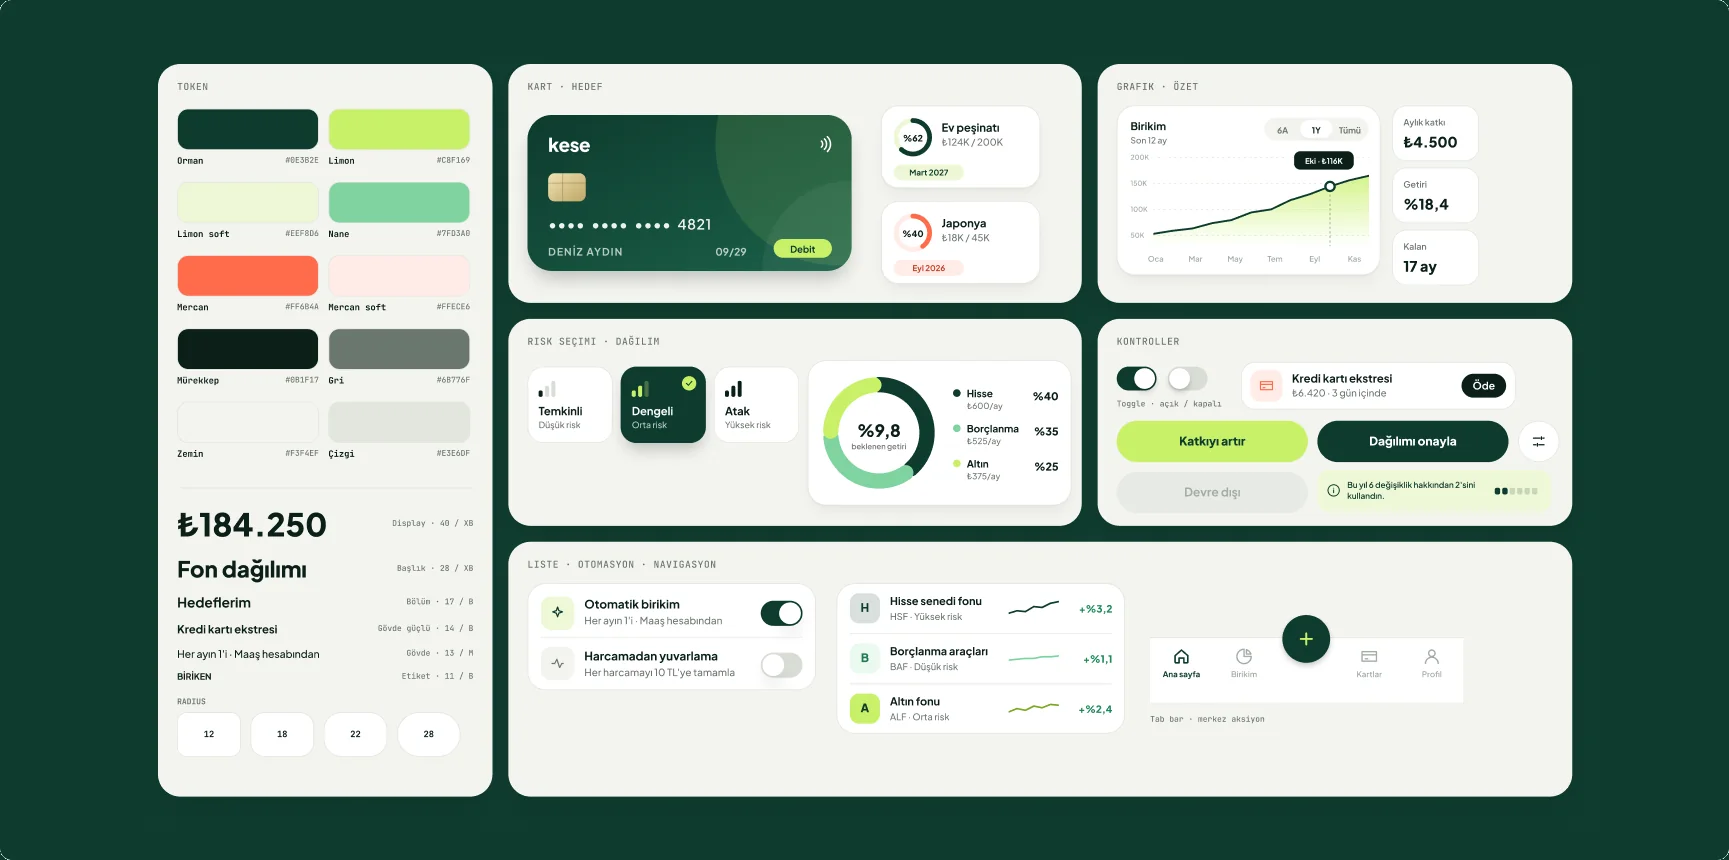 TOKEN
Orman #0E3B2E
Limon #C8F169
Limon soft #EEF8D6
Nane #7FD3A0
Mercan #FF6B4A
Mercan soft #FFECE6
Mürekkep #0B1F17
Gri #6B776F
Zemin #F3F4EF
Çizgi #E3E6DF
₺184.250 Display · 40 / XB
Fon dağılımı Başlık · 28 / XB
Hedeflerim Bölüm · 17 / B
Kredi kartı ekstresi Gövde güçlü · 14 / B
Her ayın 1'i · Maaş hesabından Gövde · 13 / M
BİRİKEN Etiket · 11 / B
RADIUS
12 18 22 28
KART · HEDEF
kese
•••• •••• •••• 4821
DENİZ AYDIN 09/29 Debit
%62
Ev peşinatı
₺124K / 200K
Mart 2027
%40
Japonya
₺18K / 45K
Eyl 2026
GRAFIK · ÖZET
Birikim
Son 12 ay
6A 1Y Tümü
Eki · ₺116K
200K
150K
100K
50K
Oca Mar May Tem Eyl Kas
Aylık katkı
₺4.500
Getiri
%18,4
Kalan
17 ay
RISK SEÇIMI · DAĞILIM
Temkinli
Düşük risk
Dengeli
Orta risk
Atak
Yüksek risk
%9,8
beklenen getiri
Hisse %40
₺600/ay
Borçlanma %35
₺525/ay
Altın %25
₺375/ay
KONTROLLER
Toggle · açık / kapalı
Kredi kartı ekstresi
₺6.420 · 3 gün içinde
Öde
Katkıyı artır
Dağılımı onayla
Devre dışı
Bu yıl 6 değişiklik hakkından 2'sini
kullandın.
LISTE · OTOMASYON · NAVIGASYON
Otomatik birikim
Her ayın 1'i · Maaş hesabından
Harcamadan yuvarlama
Her harcamayı 10 TL'ye tamamla
H
Hisse senedi fonu
HSF · Yüksek risk
+%3,2
B
Borçlanma araçları
BAF · Düşük risk
+%1,1
A
Altın fonu
ALF · Orta risk
+%2,4
Ana sayfa Birikim + Kartlar Profil
Tab bar · merkez aksiyon